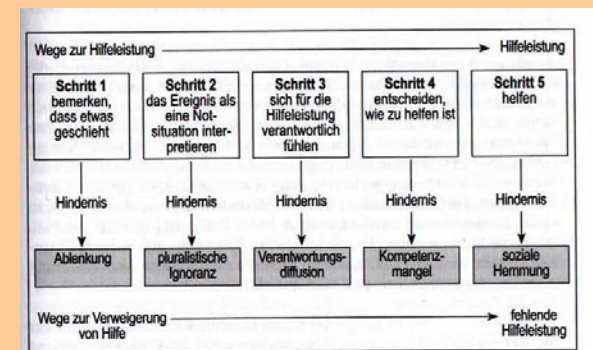 Wege zur Hilfeleistung
Hilfeleistung
Schritt 1
bemerken,
dass etwas
geschieht
Schritt 2
das Ereignis als
eine Not-
situation inter-
pretieren
Schritt 3
sich für die
Hilfeleistung
verantwortlich
fühlen
Schritt 4
entscheiden,
wie zu helfen ist
Schritt 5
helfen
Hindernis
Hindernis
Hindernis
Hindernis
Hindernis
Ablenkung
pluralistische
Ignoranz
Verantwortungs-
diffusion
Kompetenz-
mangel
soziale
Hemmung
Wege zur Verweigerung
von Hilfe
fehlende
Hilfeleistung